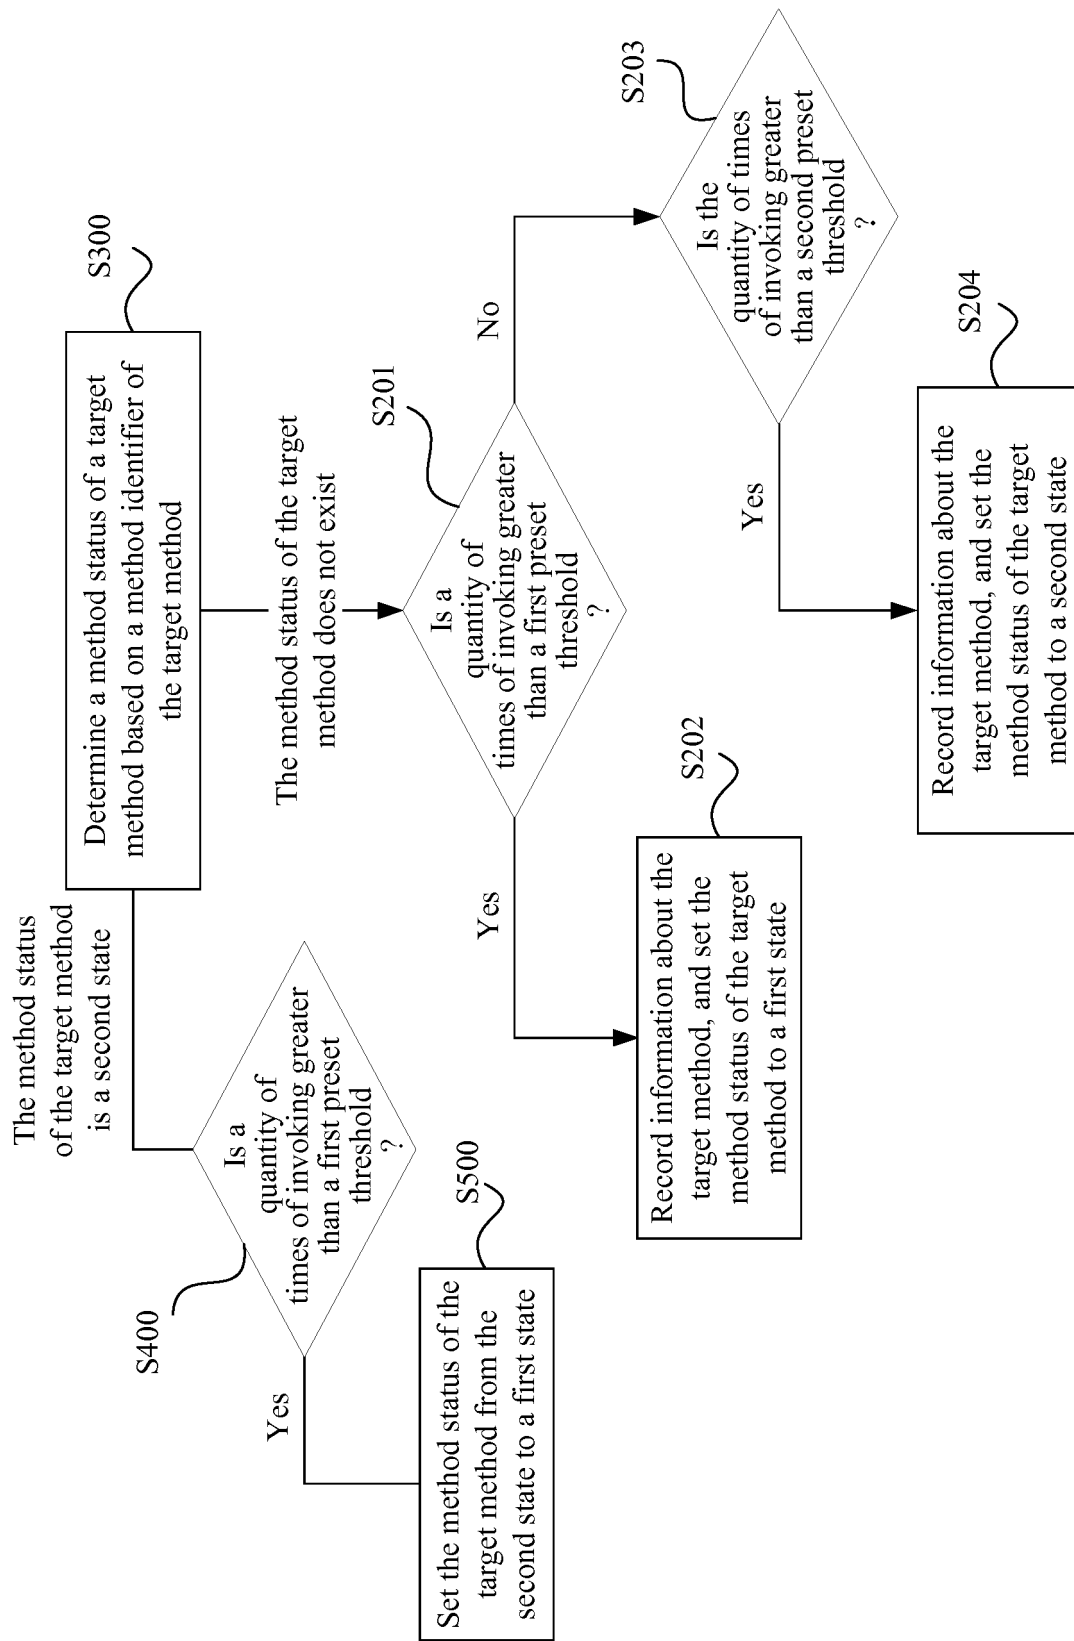 S300
Determine a method status of a target
method based on a method identifier of
the target method
The method status
of the target method
is a second state
The method status of the target
method does not exist
S400
Is a
quantity of
times of invoking greater
than a first preset
threshold
?
Yes
S500
Set the method status of the
target method from the
second state to a first state
S201
Is a
quantity of
times of invoking greater
than a first preset
threshold
?
Yes
No
S202
Record information about the
target method, and set the
method status of the target
method to a first state
S203
Is the
quantity of times
of invoking greater
than a second preset
threshold
?
Yes
S204
Record information about the
target method, and set the
method status of the target
method to a second state